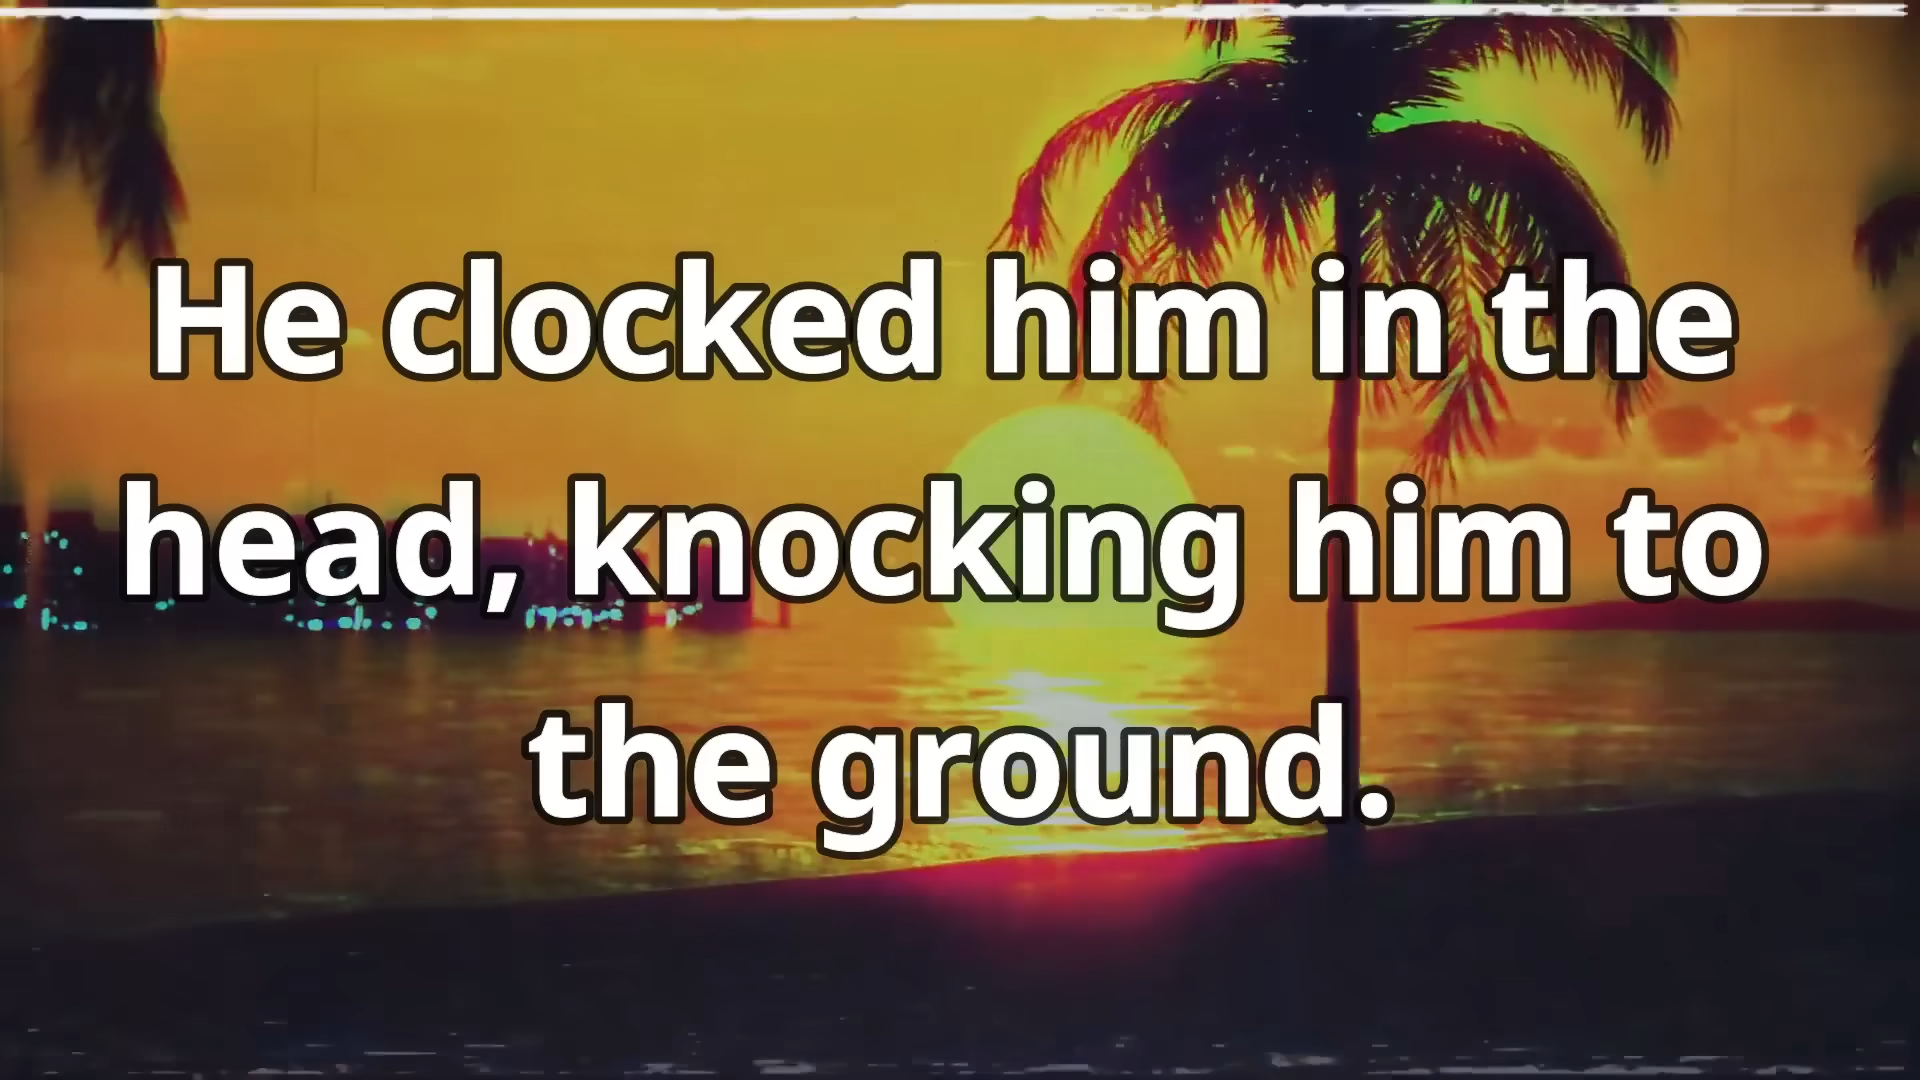 He clocked him in the
head, knocking him to
the ground.